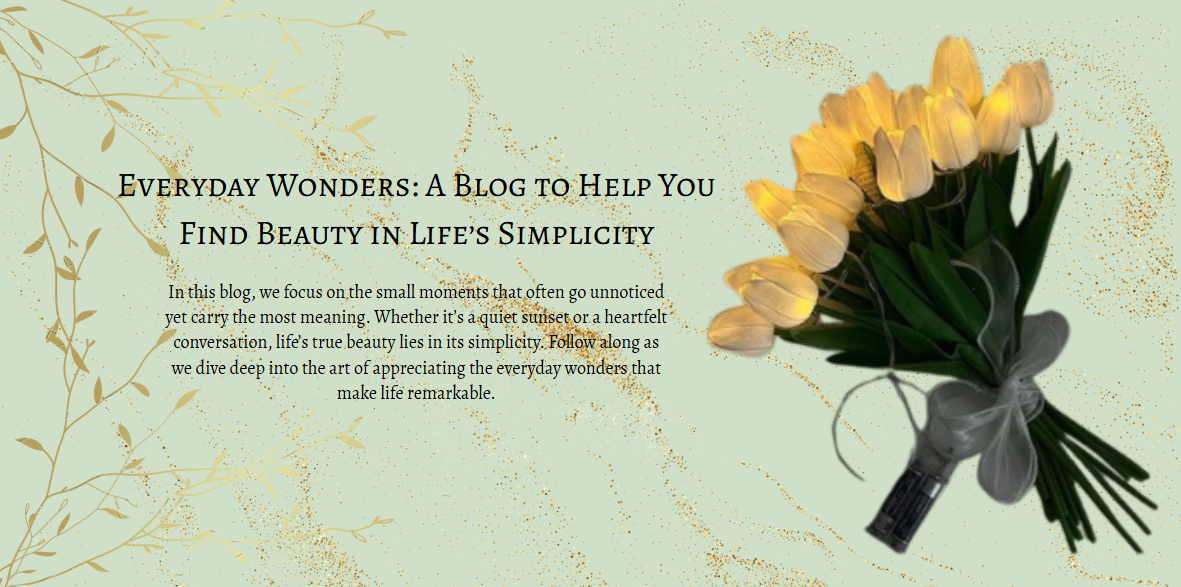 Everyday Wonders: A Blog to Help You
Find Beauty in Life’s Simplicity
In this blog, we focus on the small moments that often go unnoticed
yet carry the most meaning. Whether it’s a quiet sunset or a heartfelt
conversation, life’s true beauty lies in its simplicity. Follow along as
we dive deep into the art of appreciating the everyday wonders that
make life remarkable.